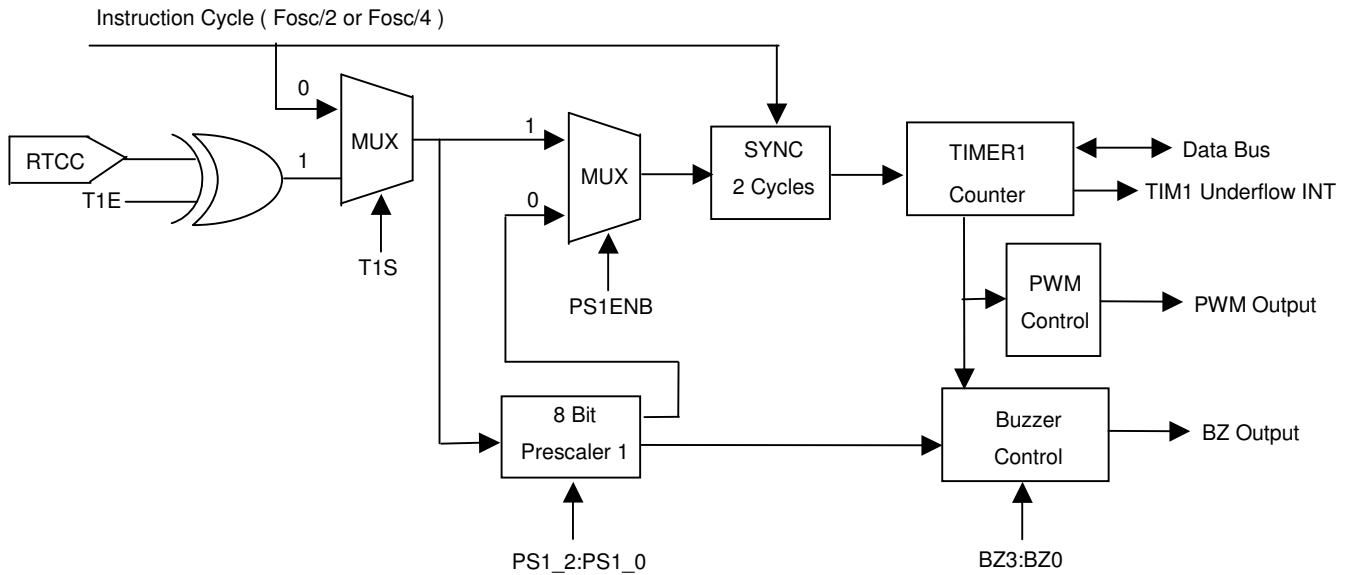 Instruction Cycle ( Fosc/2 or Fosc/4 )
0
MUX
1
RTCC
T1E
T1S
1
0
MUX
PS1ENB
SYNC
2 Cycles
TIMER1
Counter
Data Bus
TIM1 Underflow INT
PWM
Control
PWM Output
8 Bit
Prescaler 1
PS1_2:PS1_0
Buzzer
Control
BZ Output
BZ3:BZ0